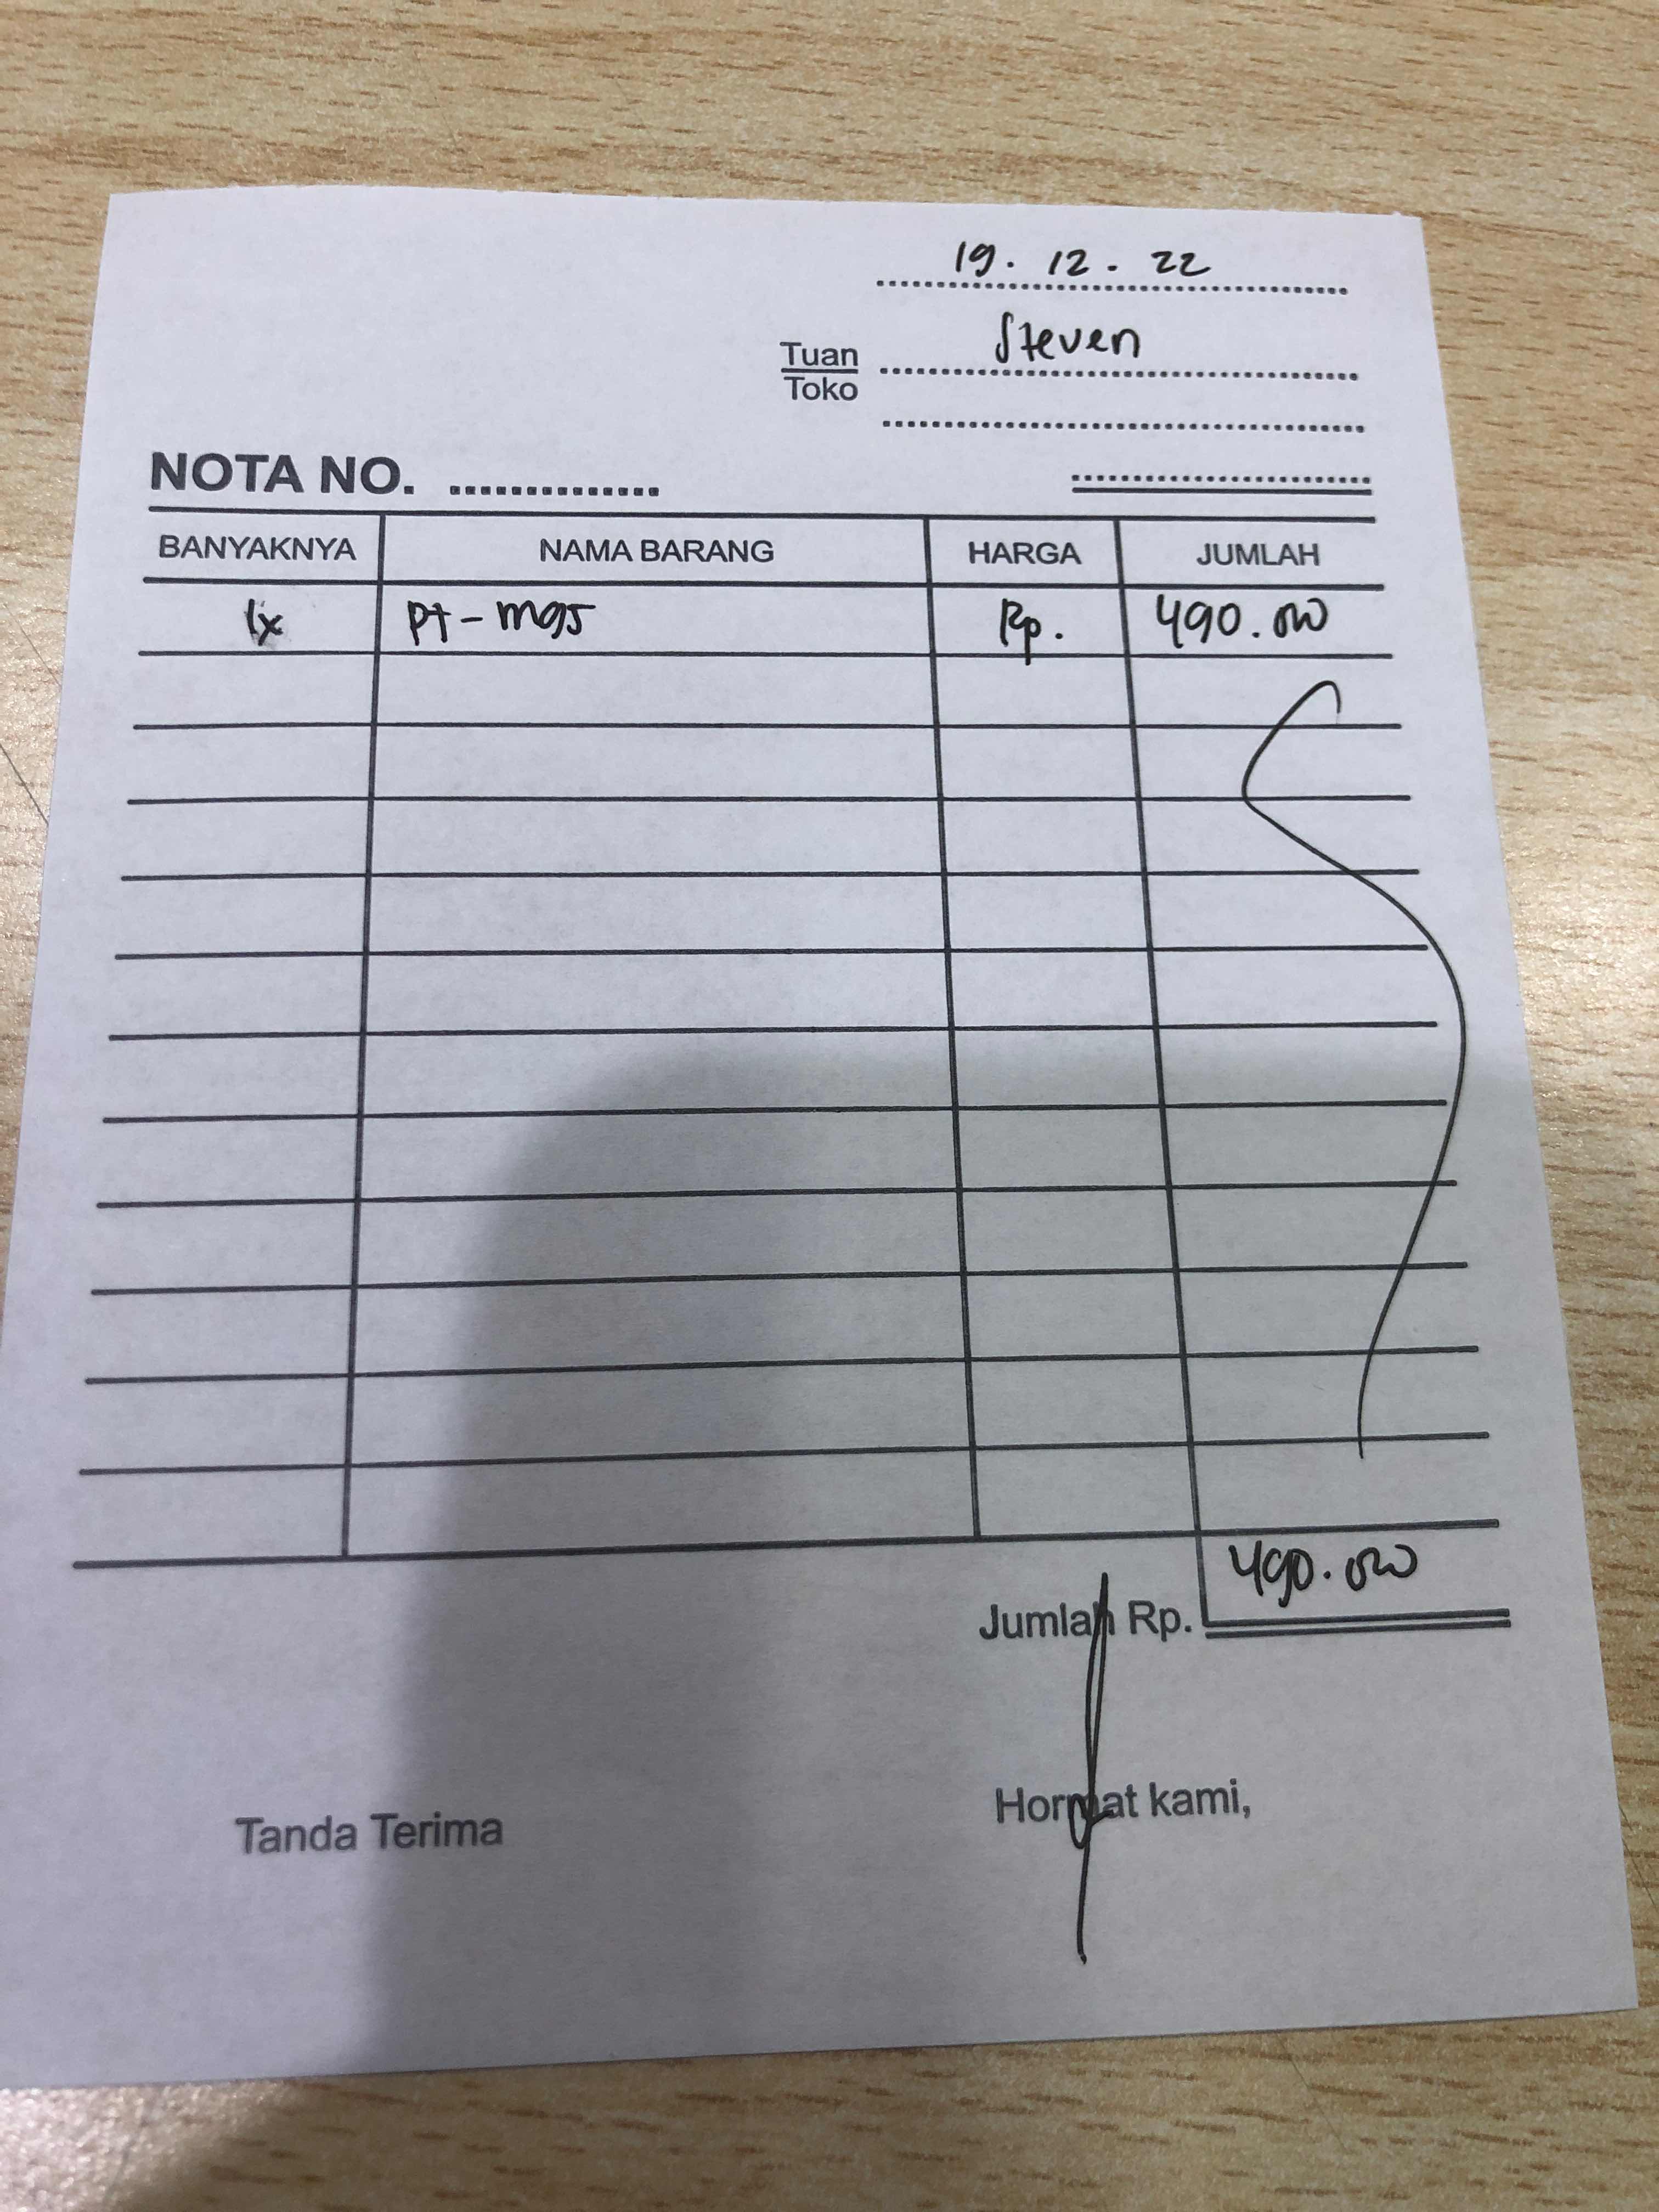 19. 12. 22
Tuan Steven
Toko
NOTA NO. ..............
BANYAKNYA NAMA BARANG HARGA JUMLAH
1x PT - M95 Rp. 490.000
Jumlah Rp. 490.000
Tanda Terima Hormat kami,